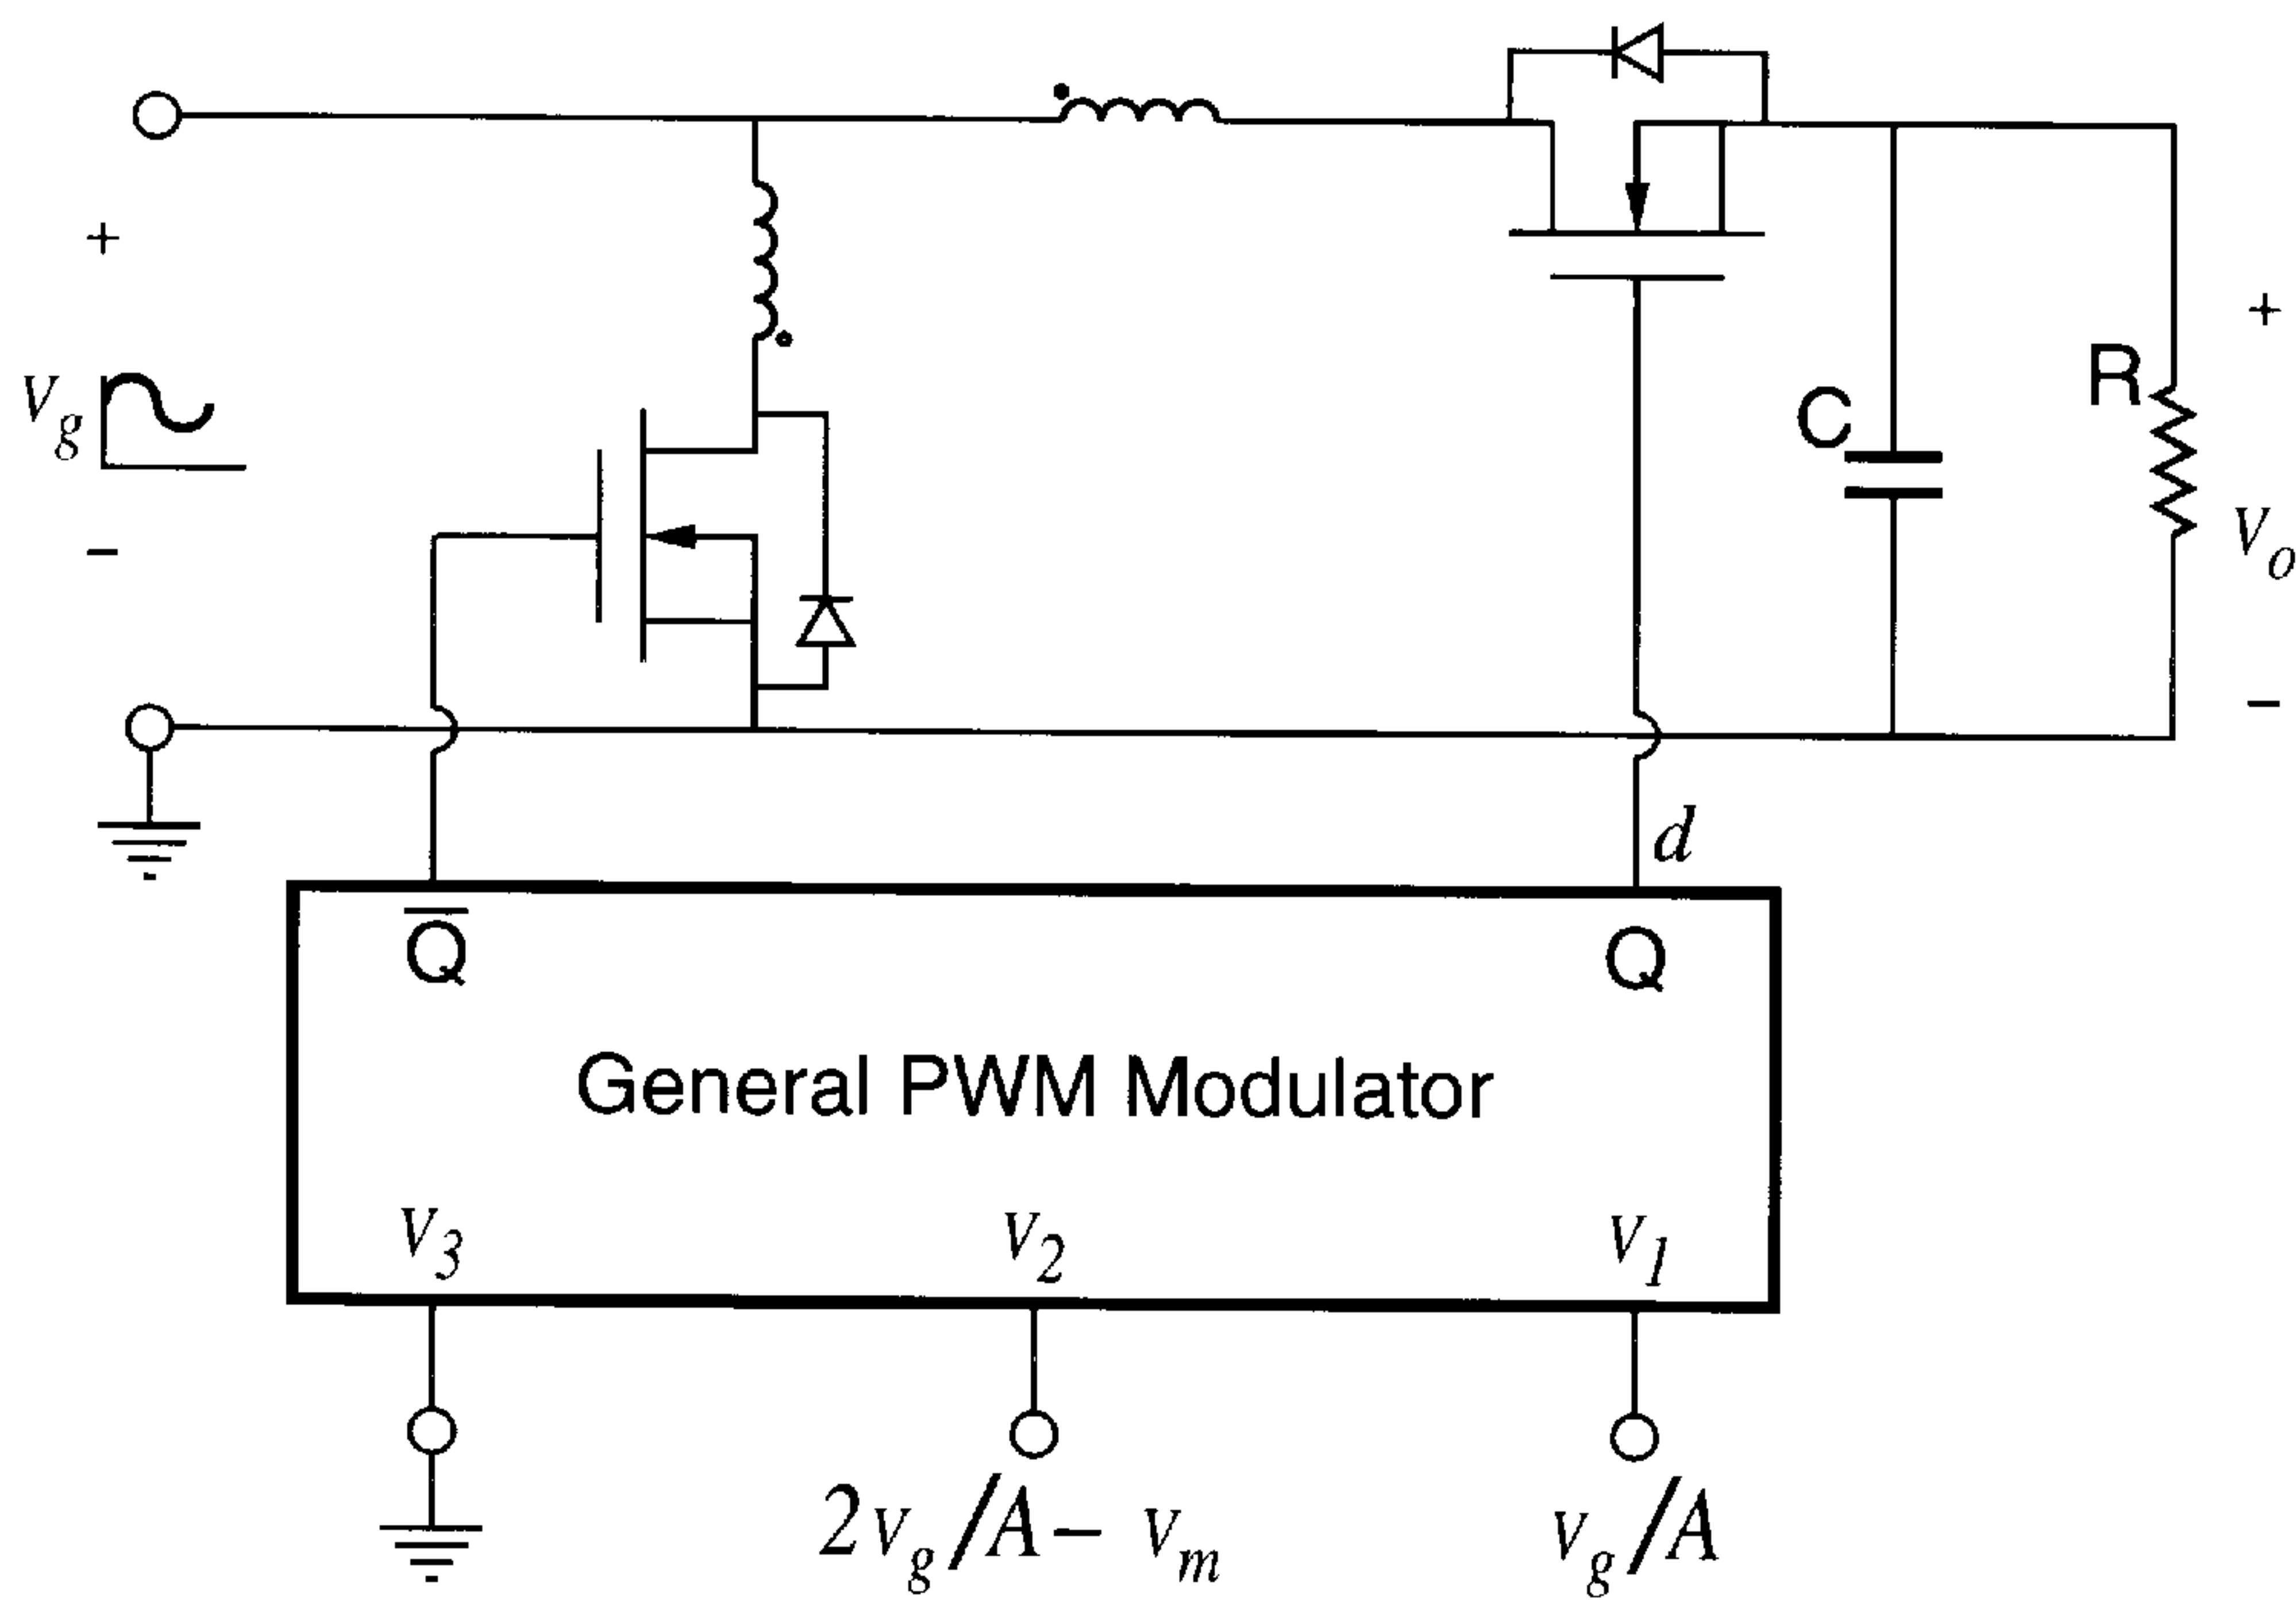 +
C
R
+
v_g
−
v_o
−
d
Q̅
Q
General PWM Modulator
v_3
v_2
v_1
2v_g/A − v_m
v_g/A